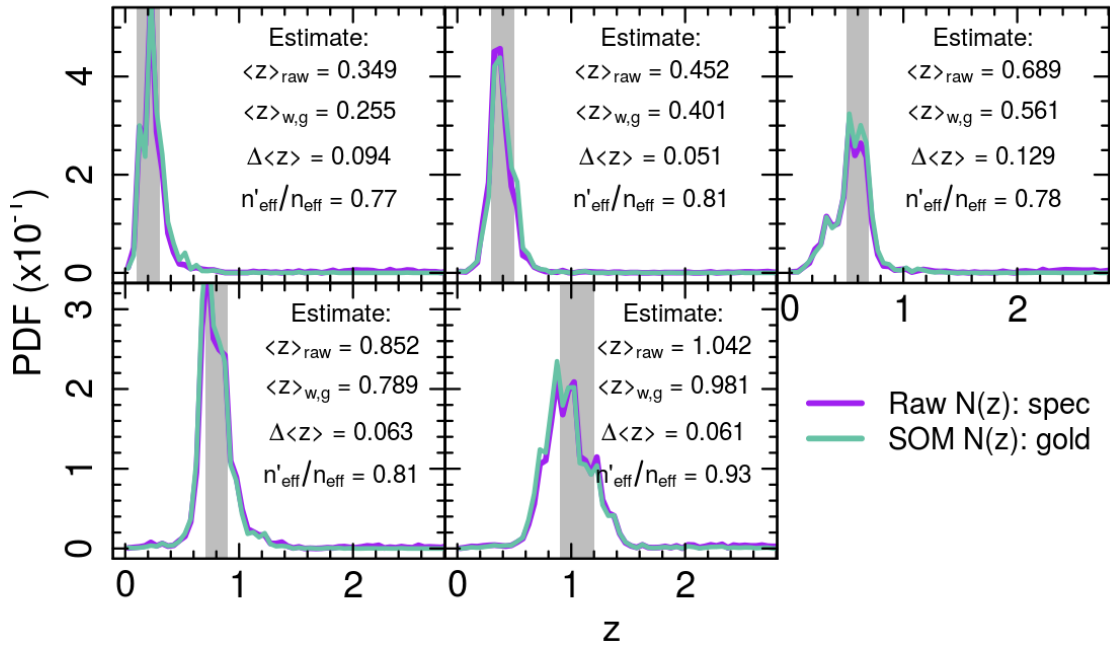 Estimate:
<z>raw = 0.349
<z>w,g = 0.255
Δ<z> = 0.094
n'eff/neff = 0.77
Estimate:
<z>raw = 0.452
<z>w,g = 0.401
Δ<z> = 0.051
n'eff/neff = 0.81
Estimate:
<z>raw = 0.689
<z>w,g = 0.561
Δ<z> = 0.129
n'eff/neff = 0.78
4
2
0
0 1 2
PDF (x10⁻¹)
Estimate:
<z>raw = 0.852
<z>w,g = 0.789
Δ<z> = 0.063
n'eff/neff = 0.81
Estimate:
<z>raw = 1.042
<z>w,g = 0.981
Δ<z> = 0.061
n'eff/neff = 0.93
Raw N(z): spec
SOM N(z): gold
3
2
1
0
0 1 2
0 1 2
z